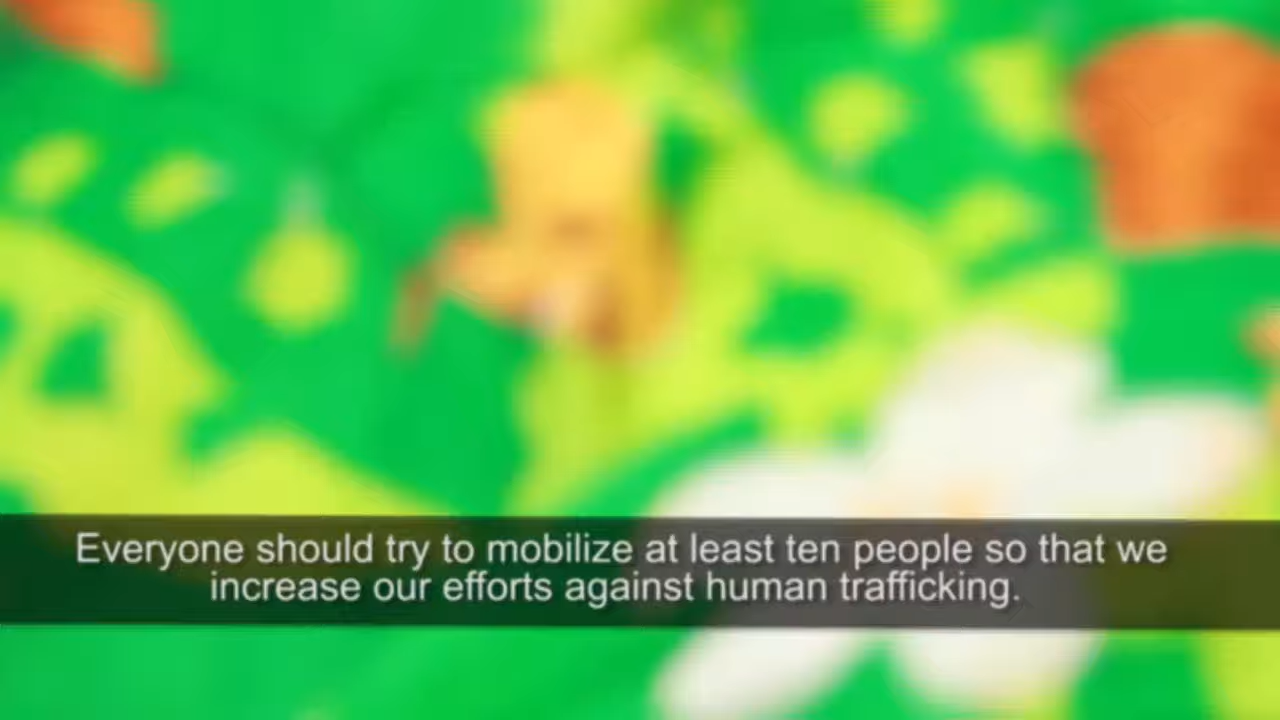 Everyone should try to mobilize at least ten people so that we
increase our efforts against human trafficking.